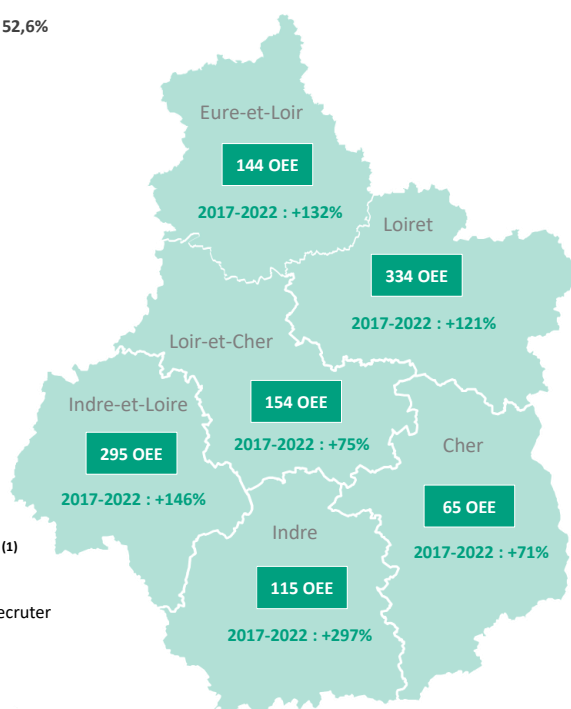 52,6%
Eure-et-Loir
144 OEE
2017-2022 : +132%
Loiret
334 OEE
2017-2022 : +121%
Loir-et-Cher
154 OEE
2017-2022 : +75%
Indre-et-Loire
295 OEE
2017-2022 : +146%
Cher
65 OEE
2017-2022 : +71%
Indre
115 OEE
2017-2022 : +297%
(1)
ecruter